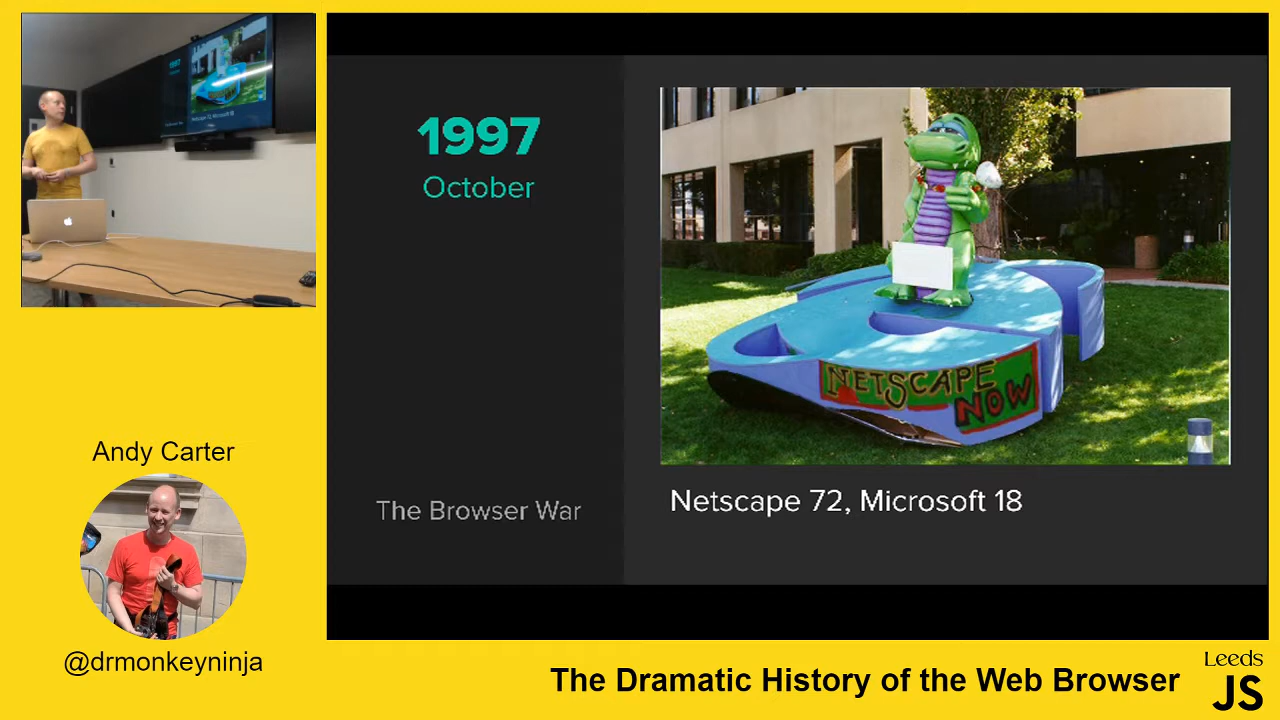 1997
October
The Browser War
NETSCAPE
NOW
Netscape 72, Microsoft 18
Andy Carter
@drmonkeyninja
The Dramatic History of the Web Browser
Leeds
JS